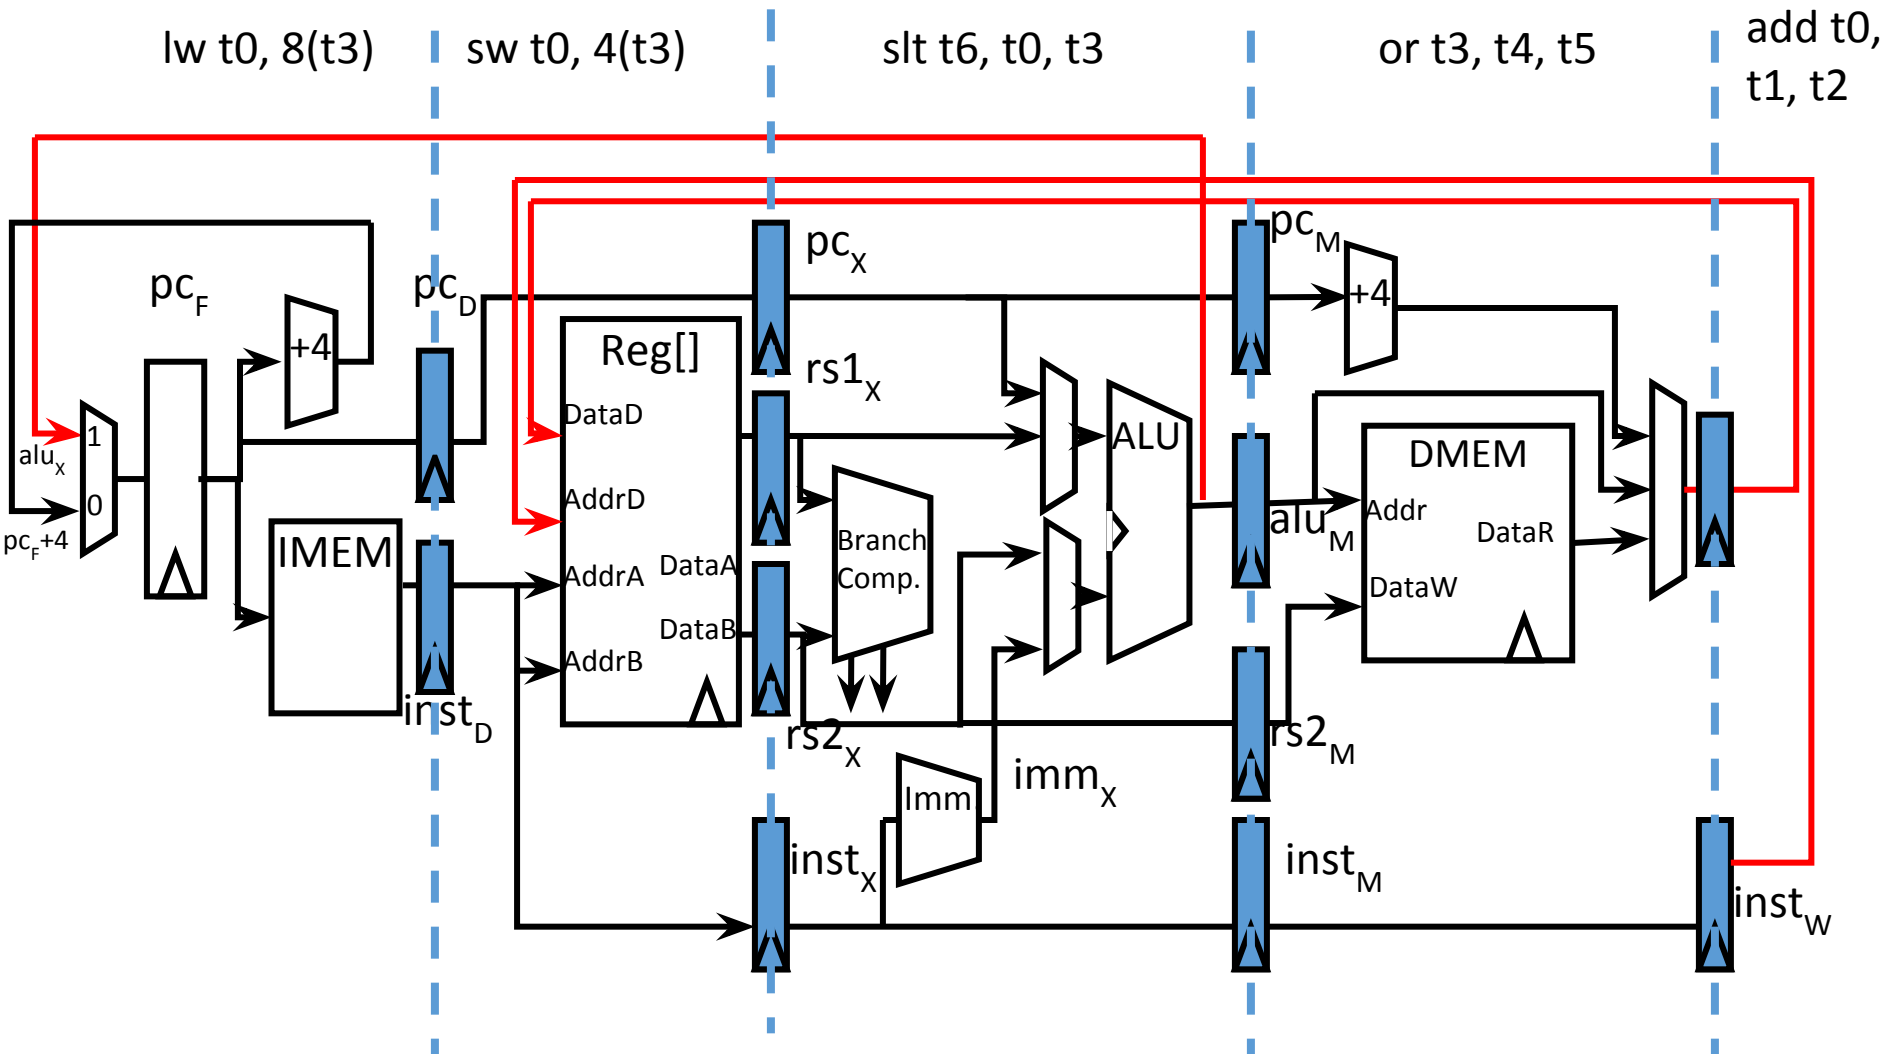 lw t0, 8(t3)
sw t0, 4(t3)
slt t6, t0, t3
or t3, t4, t5
add t0,
t1, t2
pcF
pcD
pcX
pcM
+4
+4
Reg[]
rs1X
DataD
ALU
DMEM
1
aluX
0
pcF+4
IMEM
AddrD
AddrA
DataA
DataB
AddrB
Branch
Comp.
aluM
Addr
DataR
DataW
instD
rs2X
rs2M
Imm.
immX
instX
instM
instW